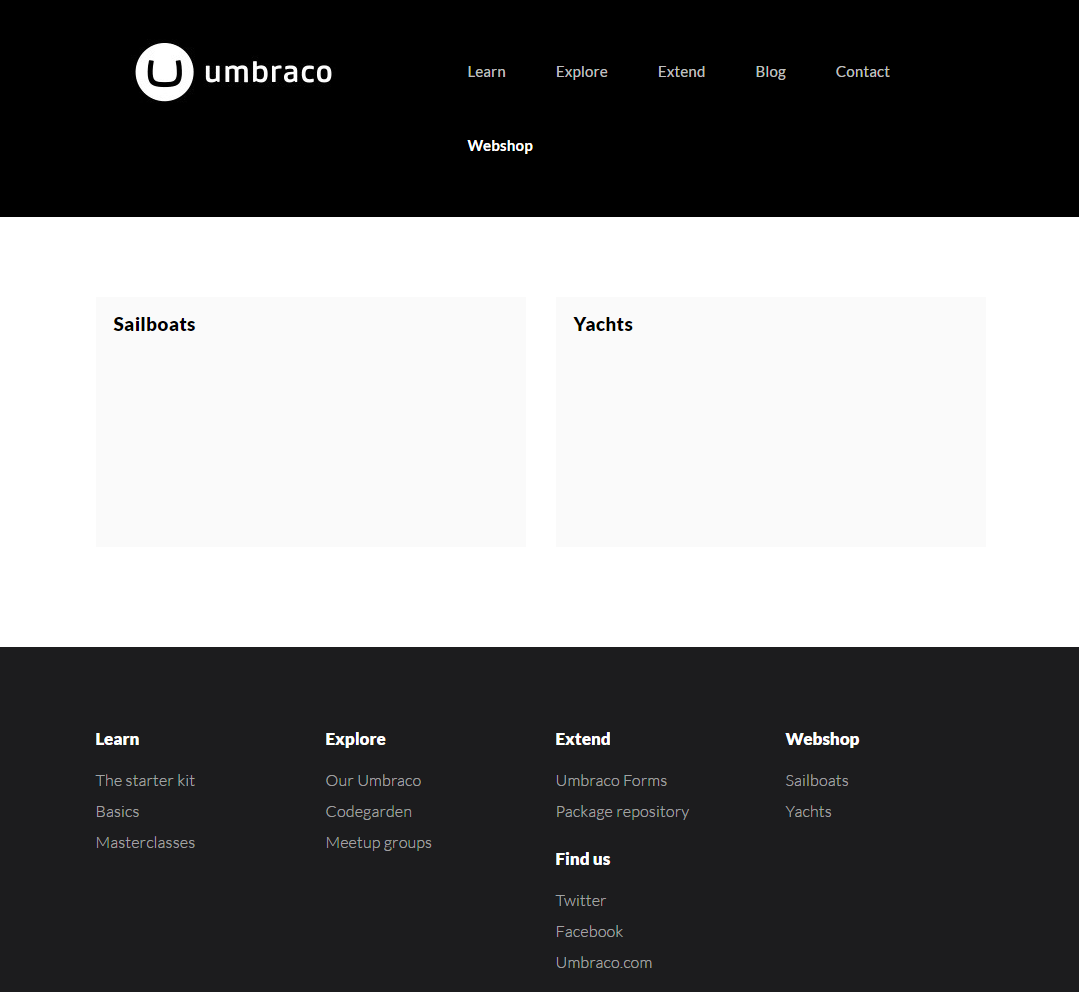 umbraco
Learn Explore Extend Blog Contact
Webshop
Sailboats
Yachts
Learn
The starter kit
Basics
Masterclasses
Explore
Our Umbraco
Codegarden
Meetup groups
Extend
Umbraco Forms
Package repository
Find us
Twitter
Facebook
Umbraco.com
Webshop
Sailboats
Yachts